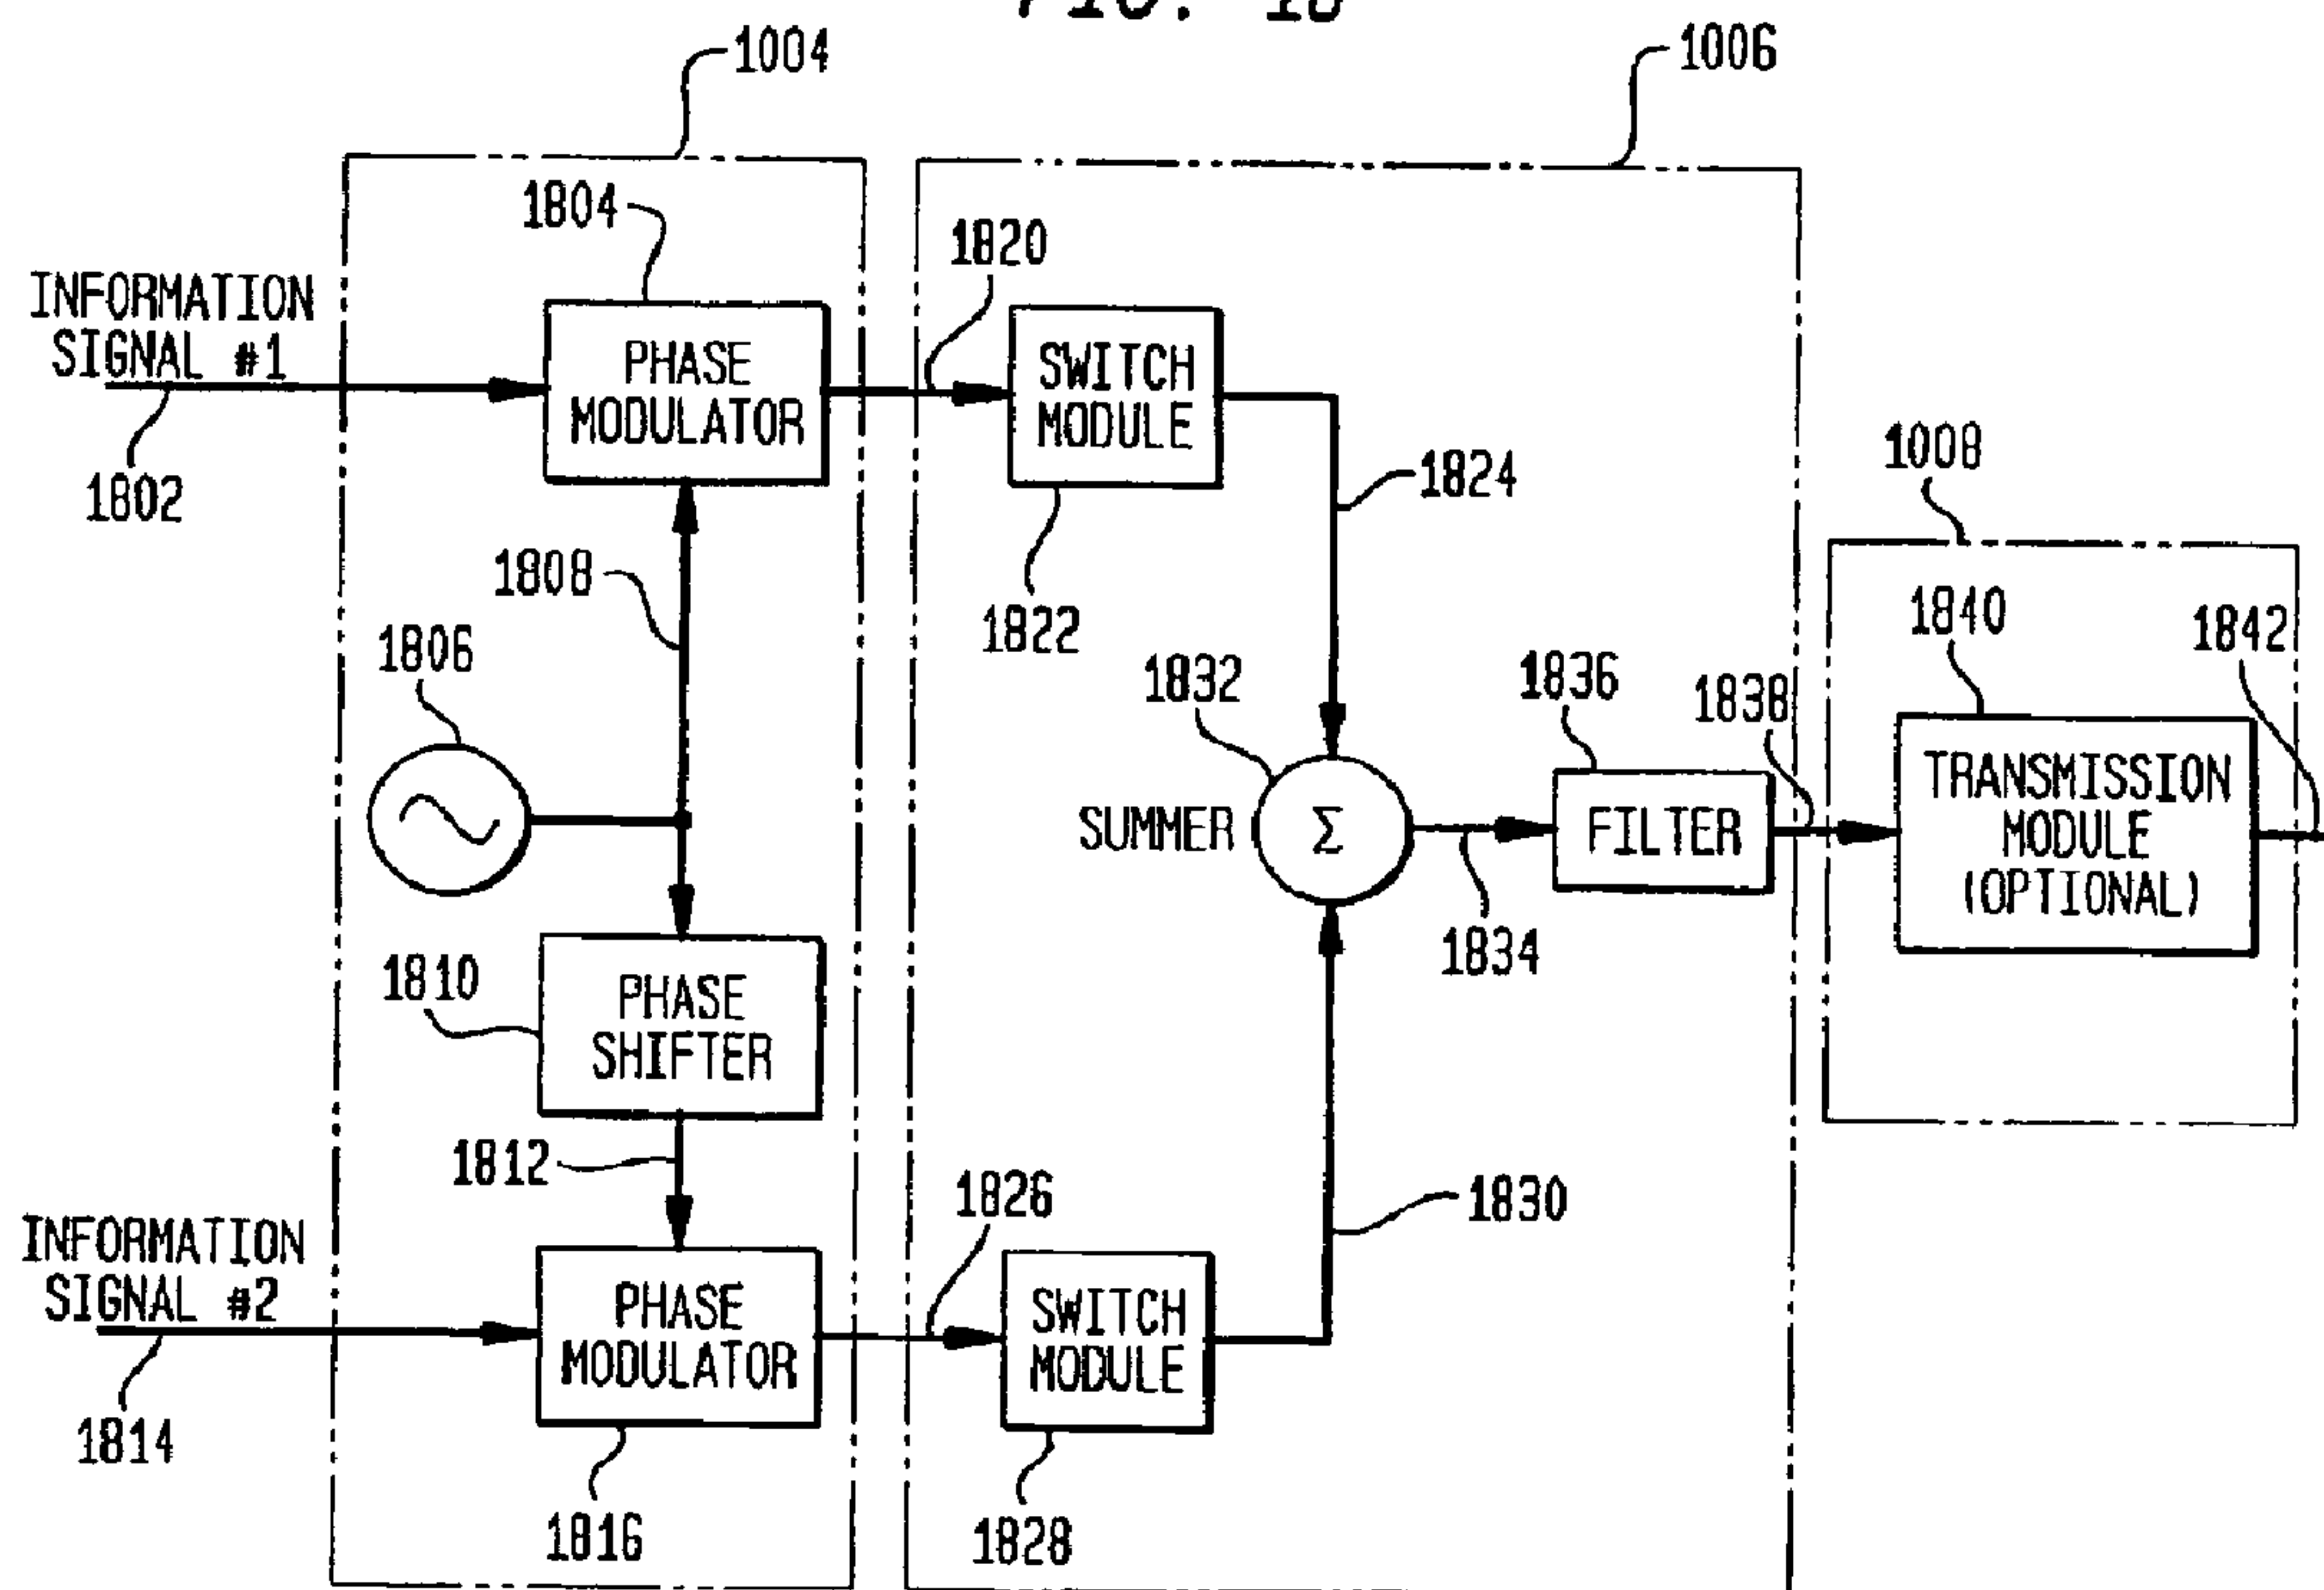 1004
1006
1804
1820
INFORMATION
SIGNAL #1
PHASE
MODULATOR
SWITCH
MODULE
1802
1824
1008
1808
1822
1806
1832
1836
1838
1840
1842
SUMMER
Σ
FILTER
TRANSMISSION
MODULE
(OPTIONAL)
1834
1810
PHASE
SHIFTER
1812
1826
1830
INFORMATION
SIGNAL #2
PHASE
MODULATOR
SWITCH
MODULE
1814
1816
1828